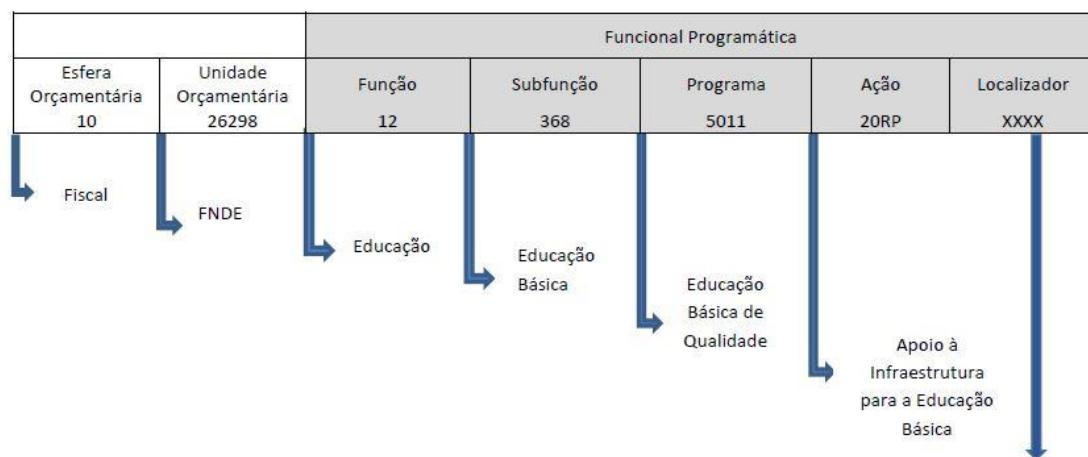 Funcional Programática
Esfera
Orçamentária
10
Unidade
Orçamentária
26298
Função
12
Subfunção
368
Programa
5011
Ação
20RP
Localizador
XXXX
Fiscal
FNDE
Educação
Educação
Básica
Educação
Básica de
Qualidade
Apoio à
Infraestrutura
para a Educação
Básica